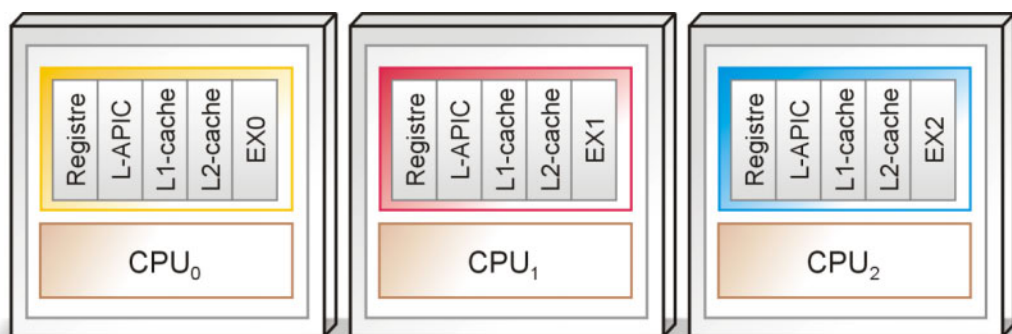 Registre
L-APIC
L1-cache
L2-cache
EX0
CPU₀
Registre
L-APIC
L1-cache
L2-cache
EX1
CPU₁
Registre
L-APIC
L1-cache
L2-cache
EX2
CPU₂